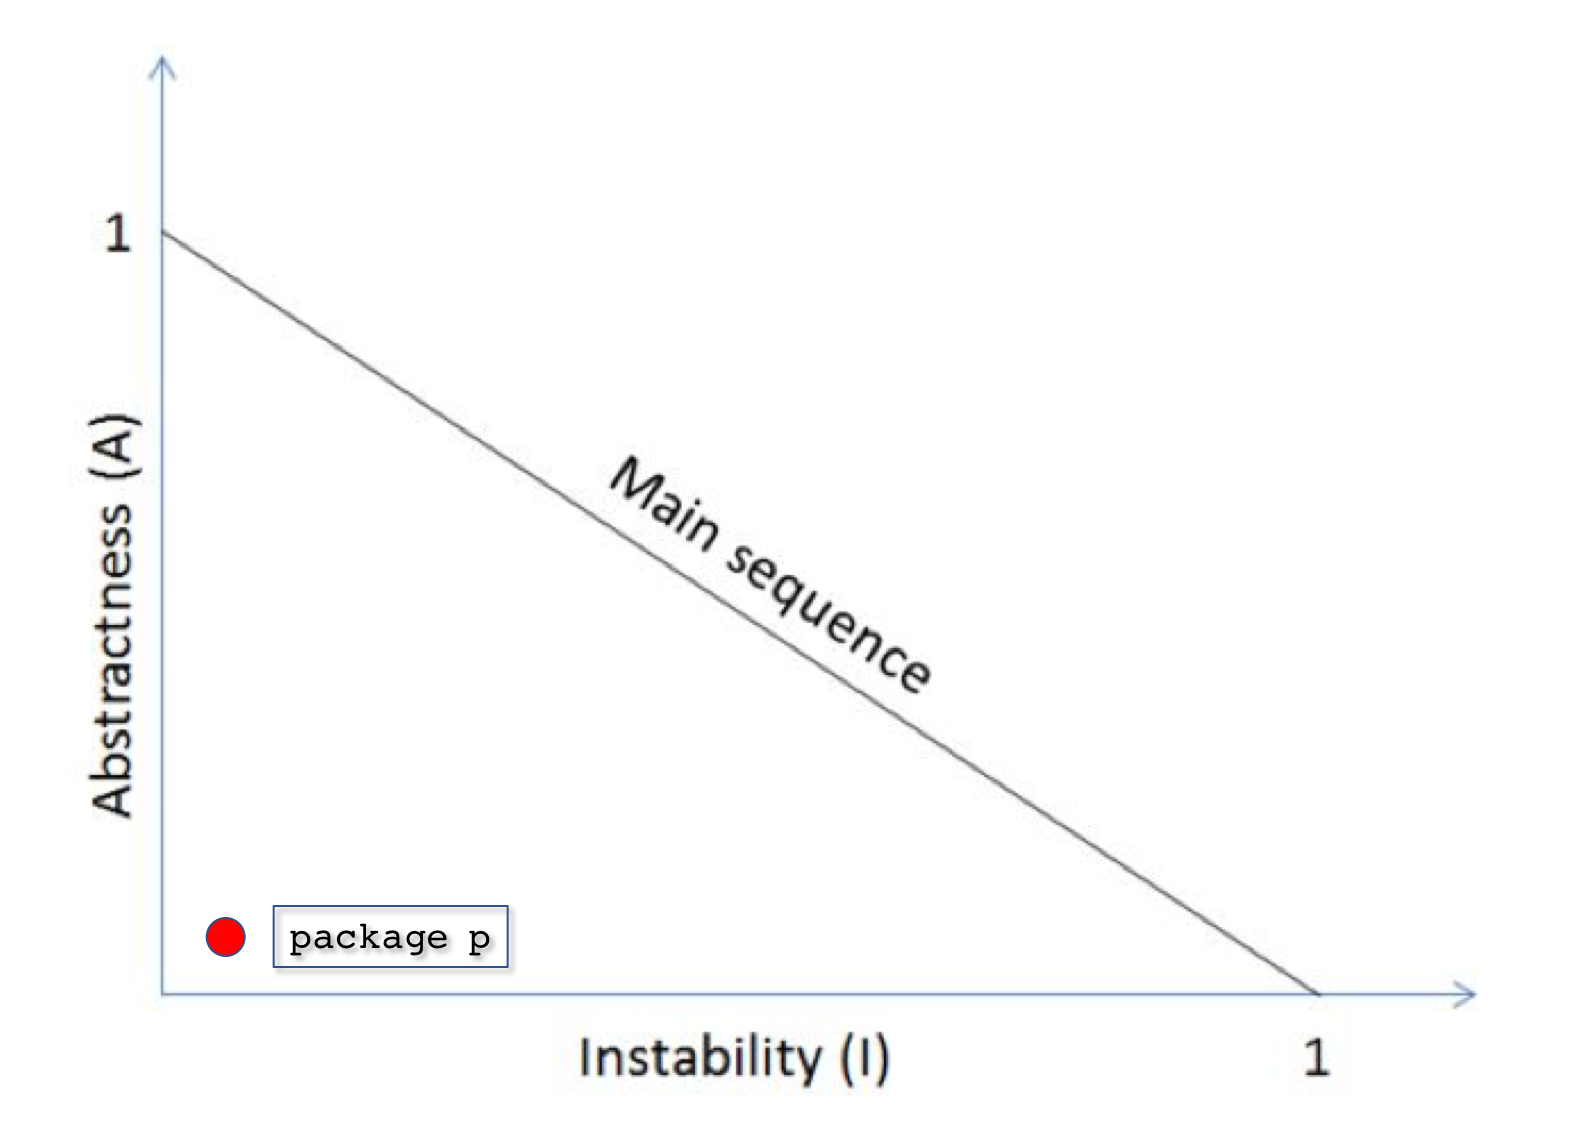 1
Abstractness (A)
Main sequence
package p
Instability (I)
1